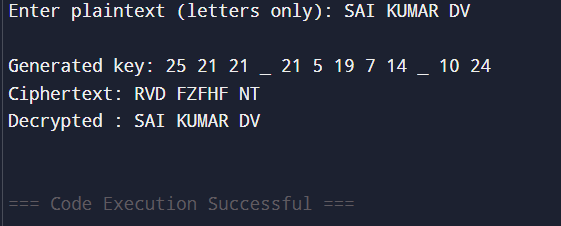 Enter plaintext (letters only): SAI KUMAR DV
Generated key: 25 21 21 _ 21 5 19 7 14 _ 10 24
Ciphertext: RVD FZFHF NT
Decrypted : SAI KUMAR DV
=== Code Execution Successful ===